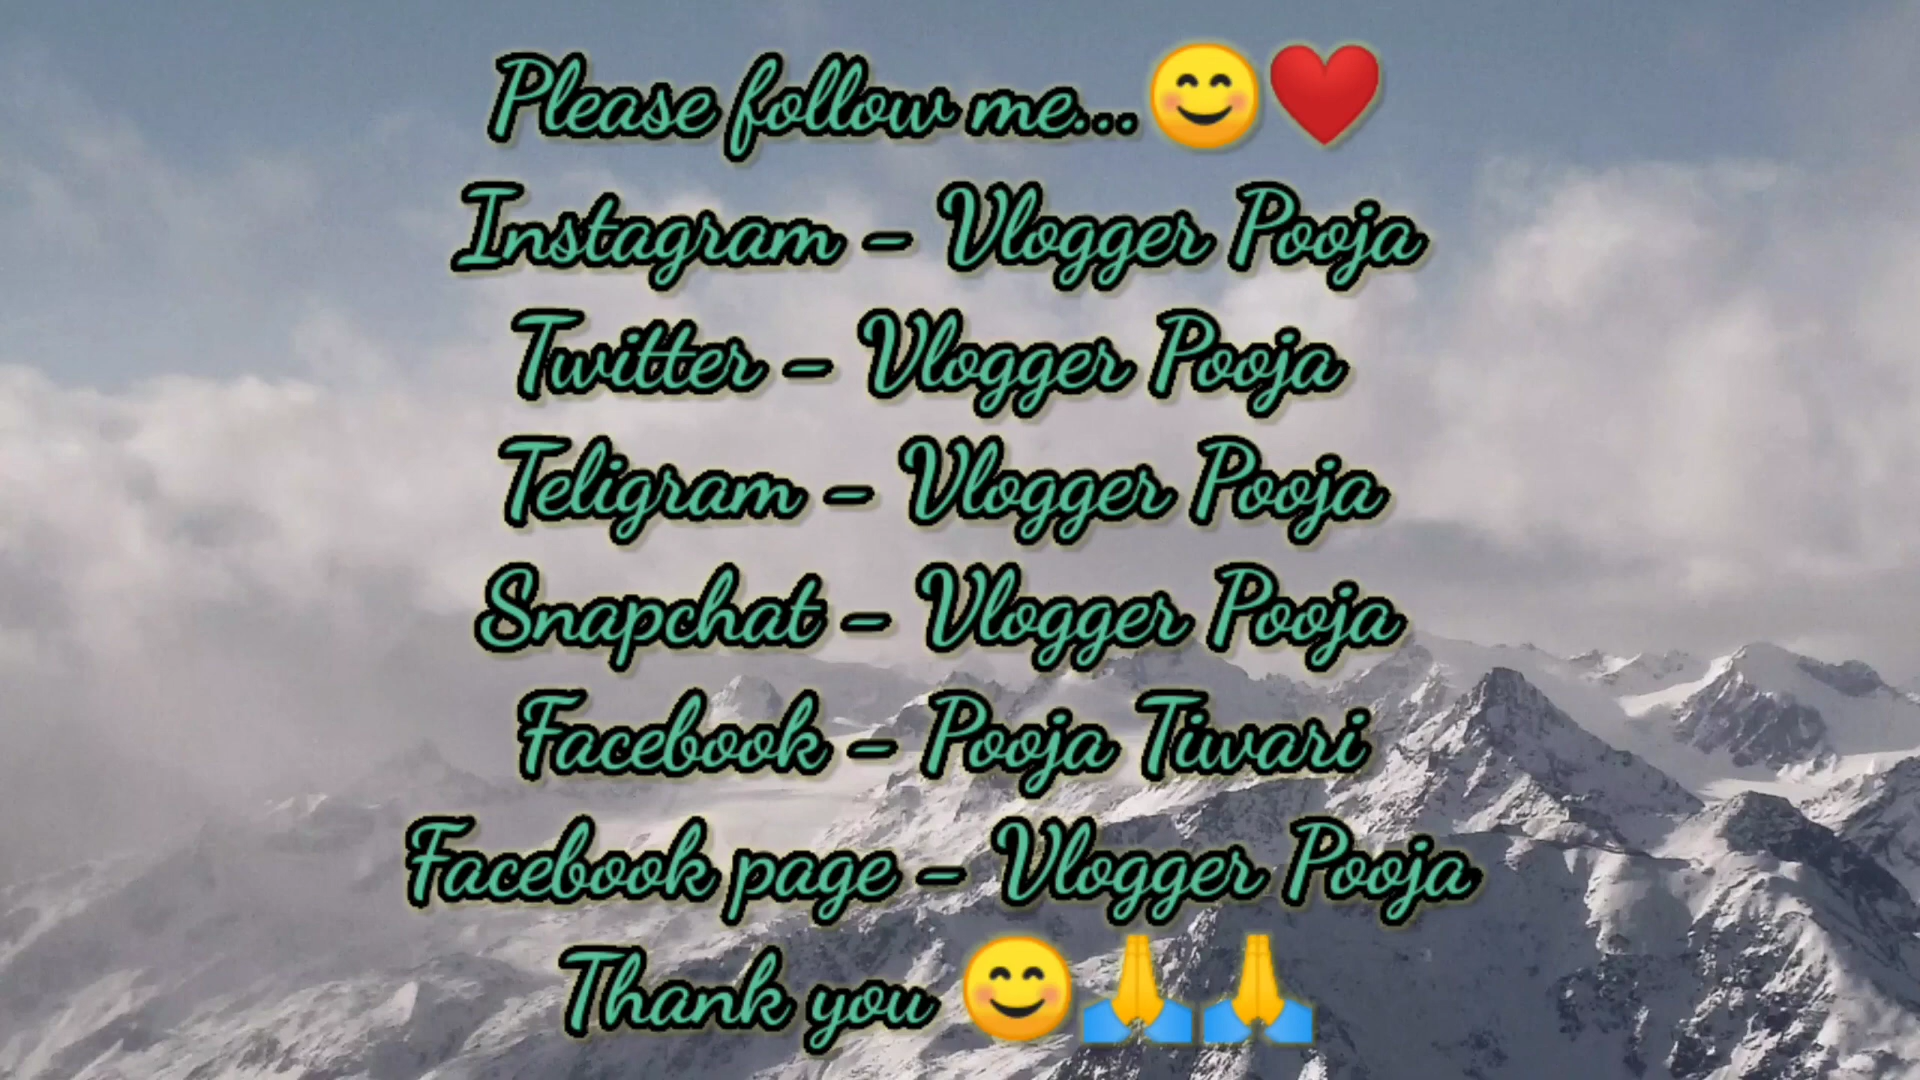 Please follow me...😊❤️
Instagram - Vlogger Pooja
Twitter - Vlogger Pooja
Teligram - Vlogger Pooja
Snapchat - Vlogger Pooja
Facebook - Pooja Tiwari
Facebook page - Vlogger Pooja
Thank you 😊🙏🙏